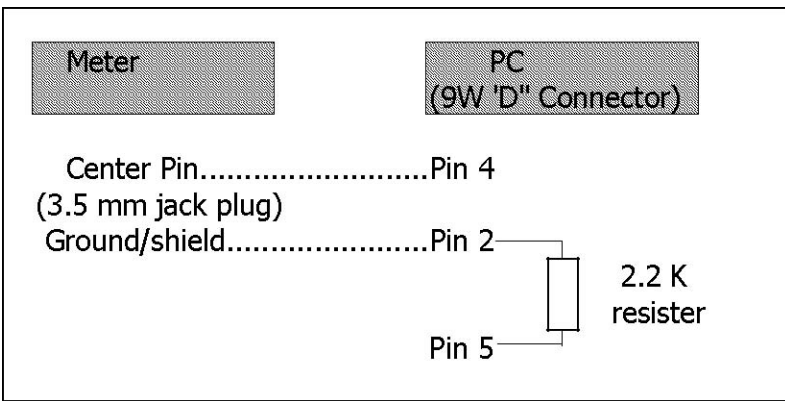 Meter
PC
(9W 'D" Connector)
Center Pin..........................Pin 4
(3.5 mm jack plug)
Ground/shield.......................Pin 2
2.2 K
resister
Pin 5